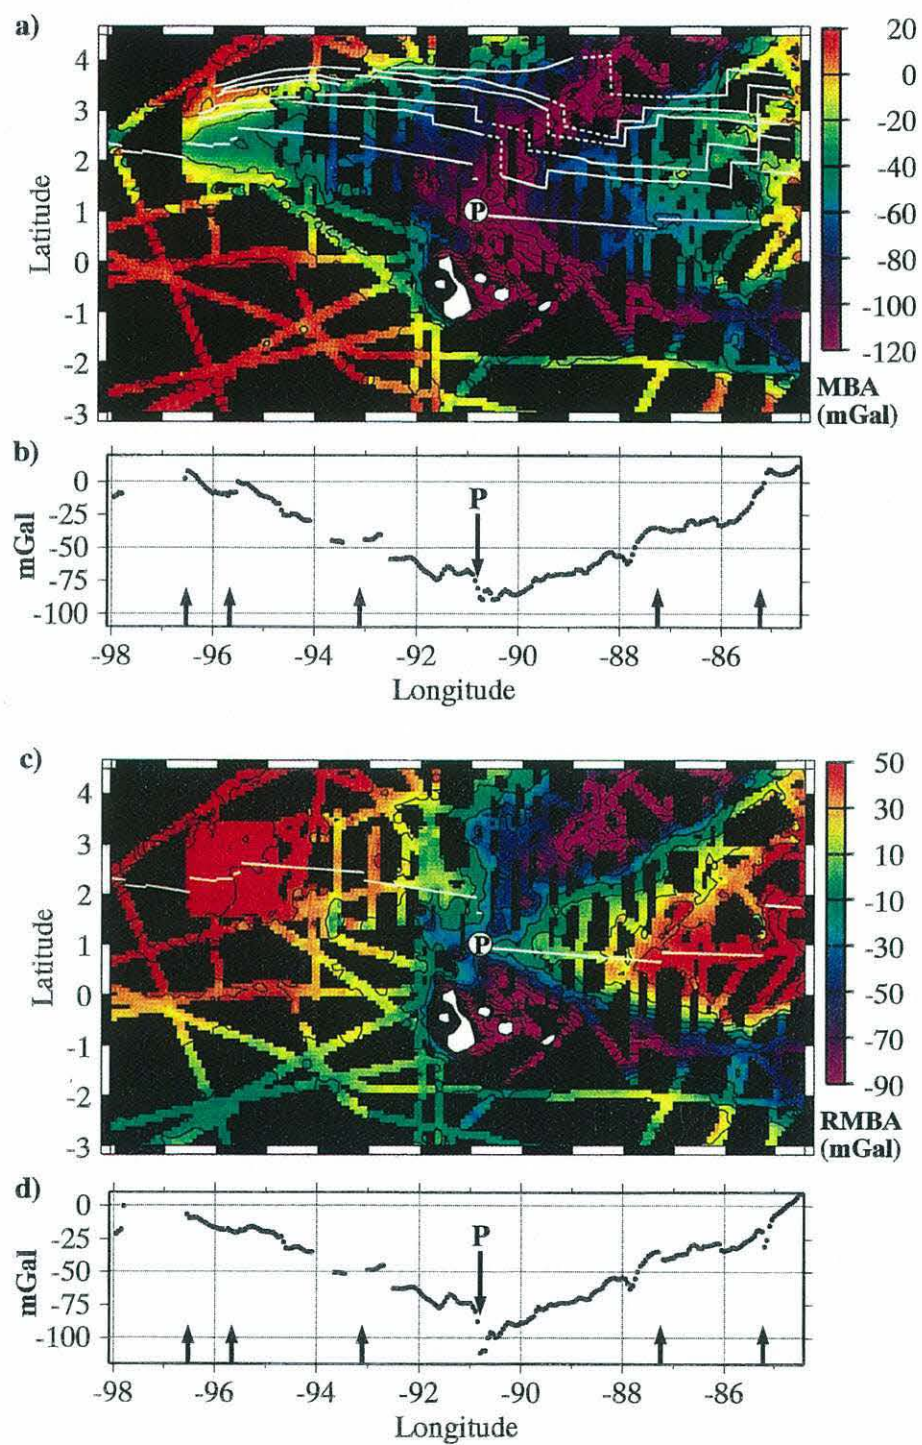 a)
4
3
2
1
0
-1
-2
-3
Latitude
P
20
0
-20
-40
-60
-80
-100
-120
MBA
(mGal)
b)
0
-25
-50
-75
-100
mGal
P
-98 -96 -94 -92 -90 -88 -86
Longitude
c)
4
3
2
1
0
-1
-2
-3
Latitude
P
50
30
10
-10
-30
-50
-70
-90
RMBA
(mGal)
d)
0
-25
-50
-75
-100
mGal
P
-98 -96 -94 -92 -90 -88 -86
Longitude